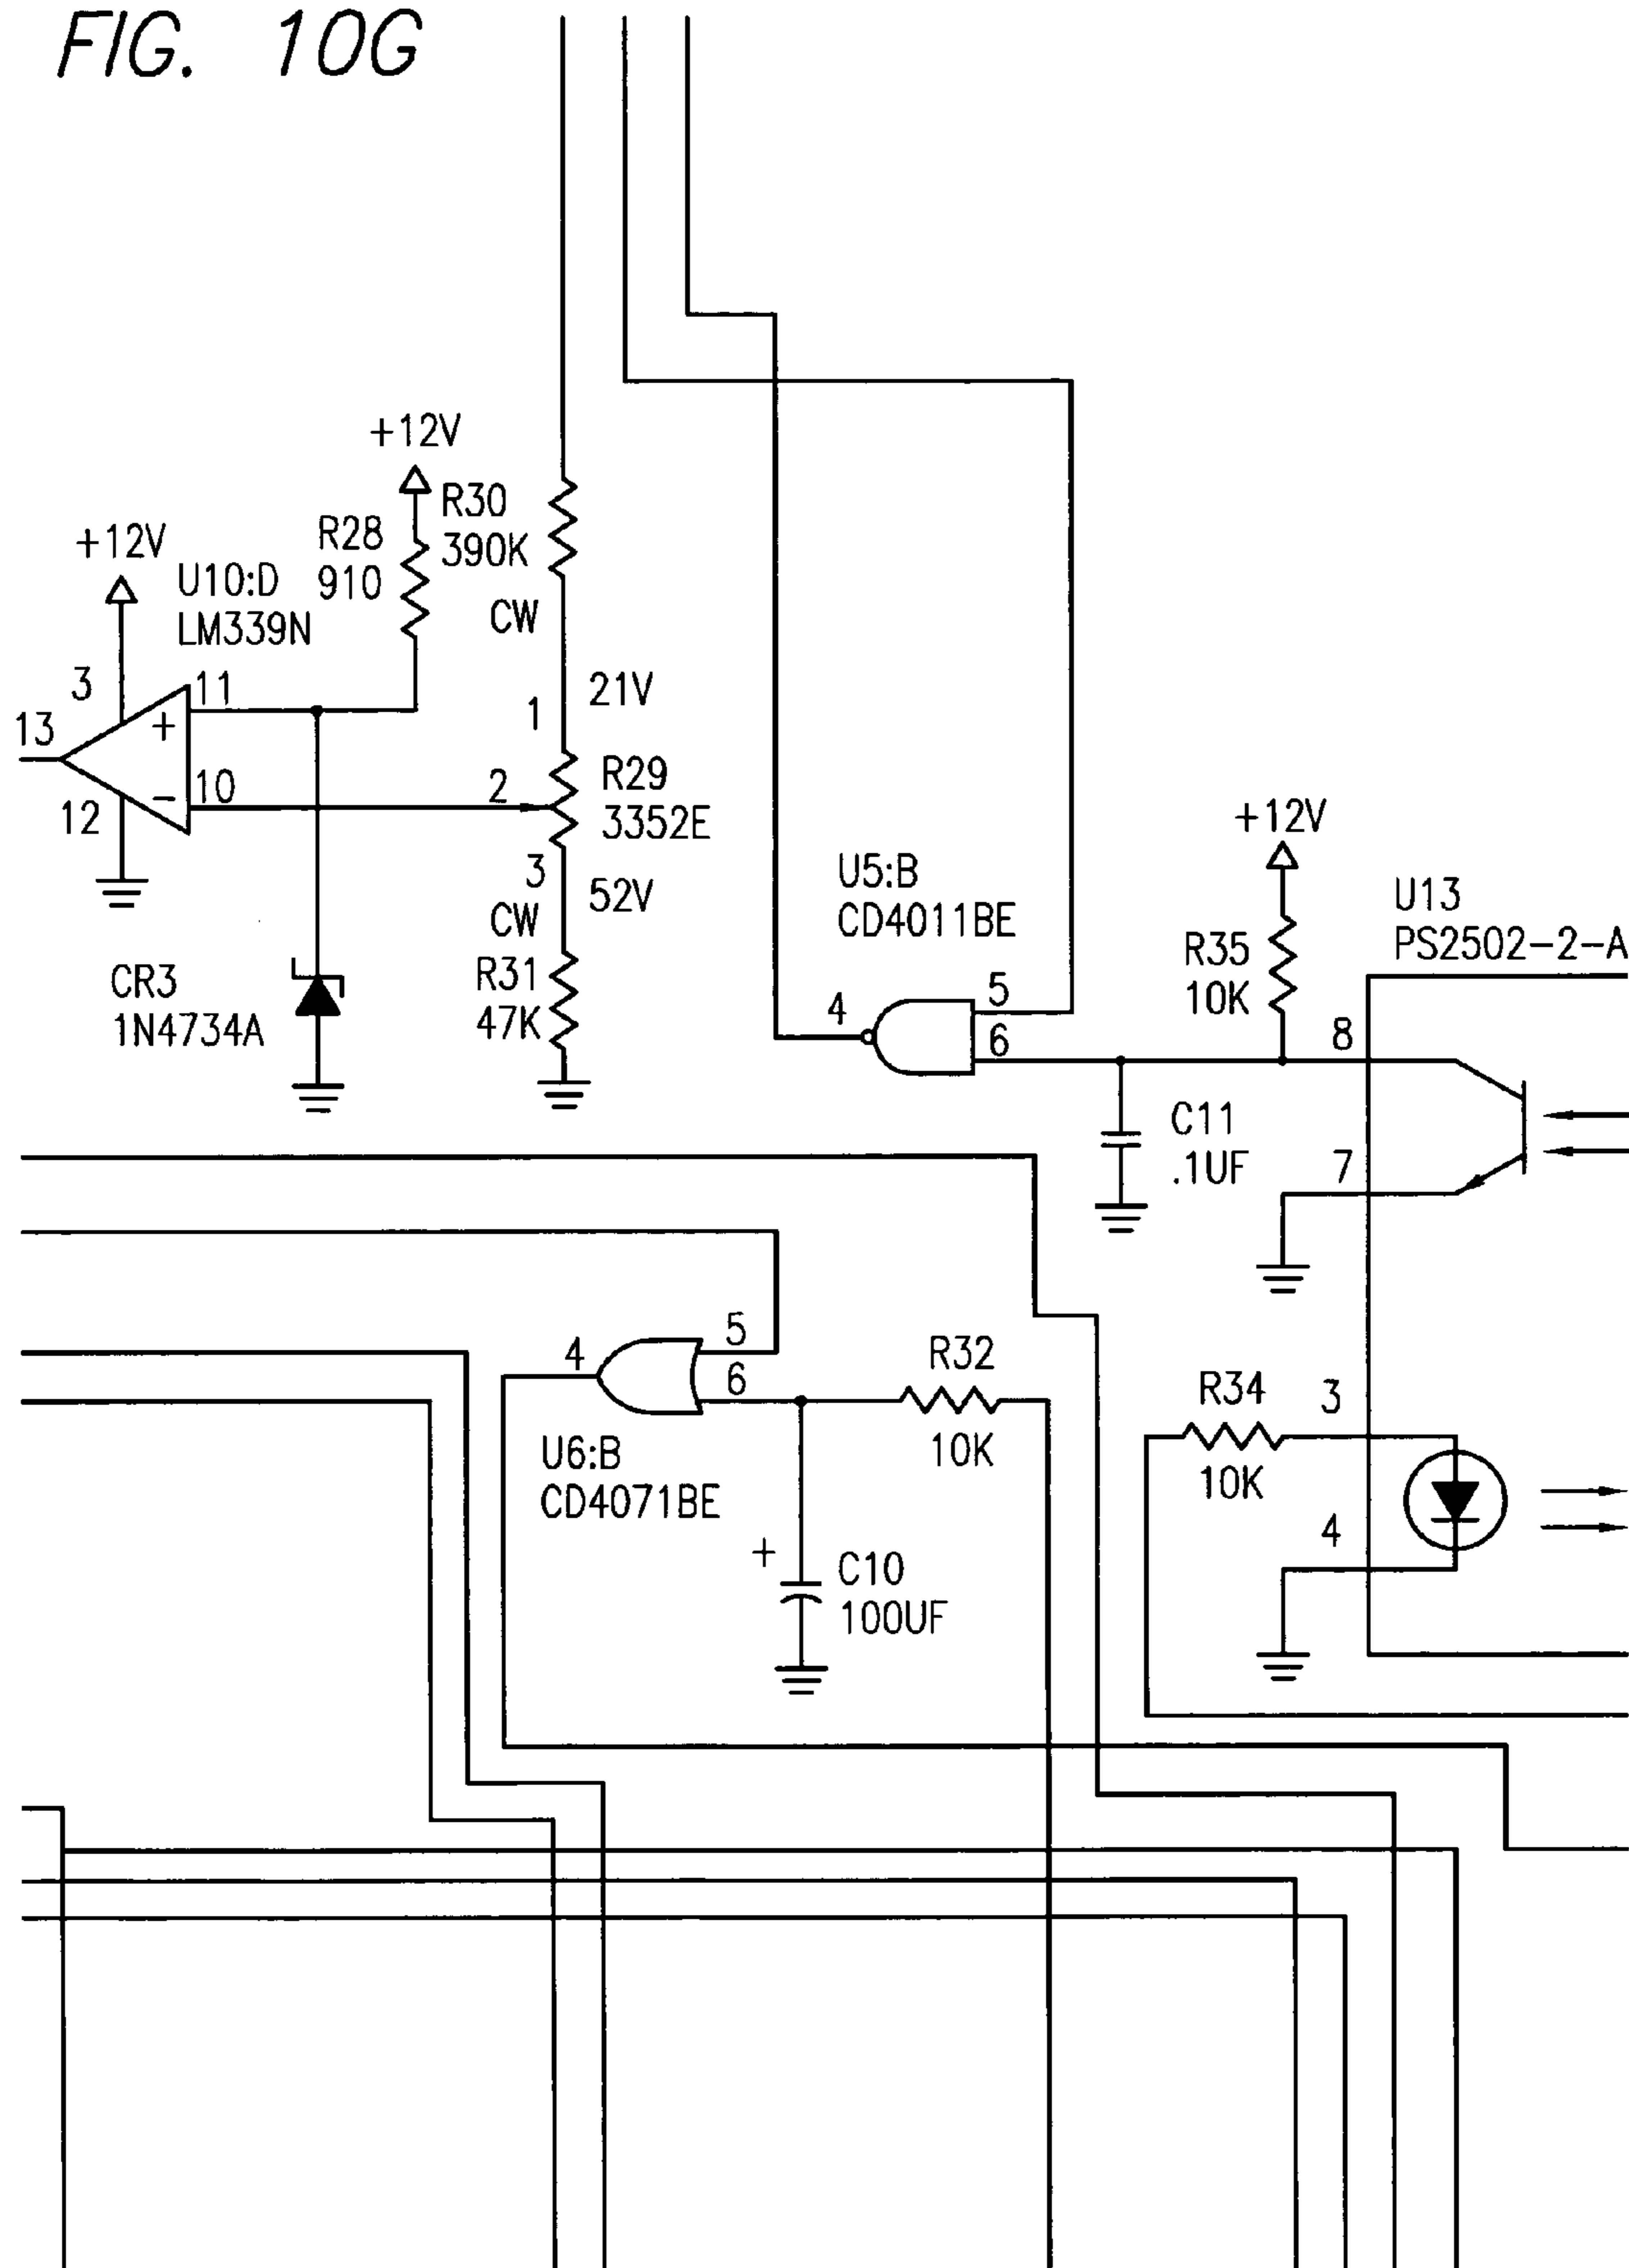 FIG. 10G
+12V
R30
390K
R28
910
+12V
U10:D
LM339N
CW
3
11
1
21V
13
+
10
−
2
R29
3352E
12
3
52V
CW
U5:B
CD4011BE
+12V
U13
PS2502-2-A
R35
10K
CR3
1N4734A
R31
47K
4
5
6
8
C11
.1UF
7
4
5
6
R32
10K
R34
10K
3
U6:B
CD4071BE
4
+
C10
100UF